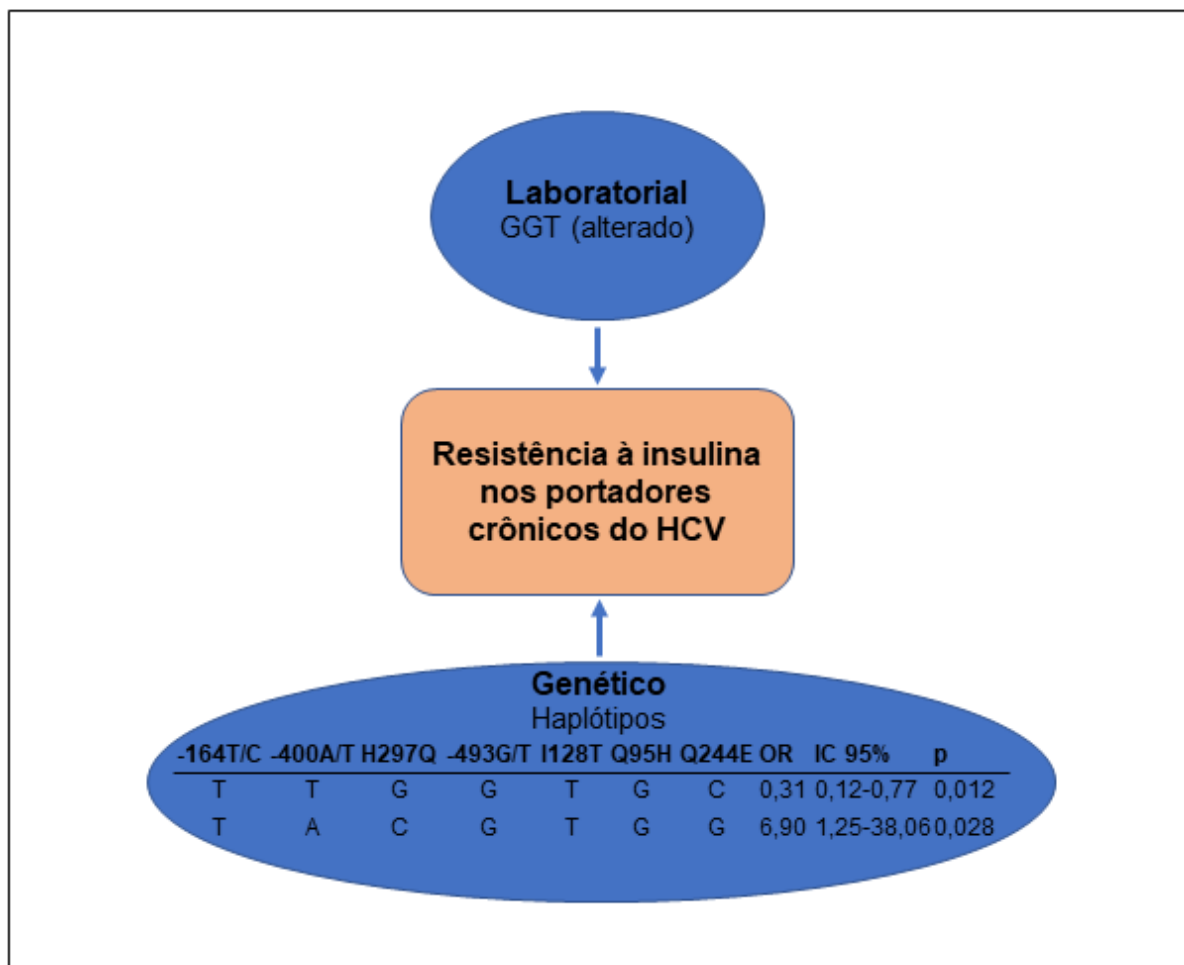 Laboratorial
GGT (alterado)
Resistência à insulina
nos portadores
crônicos do HCV
Genético
Haplótipos
-164T/C -400A/T H297Q -493G/T I128T Q95H Q244E OR IC 95% p
T T G G T G C 0,31 0,12-0,77 0,012
T A C G T G G 6,90 1,25-38,06 0,028